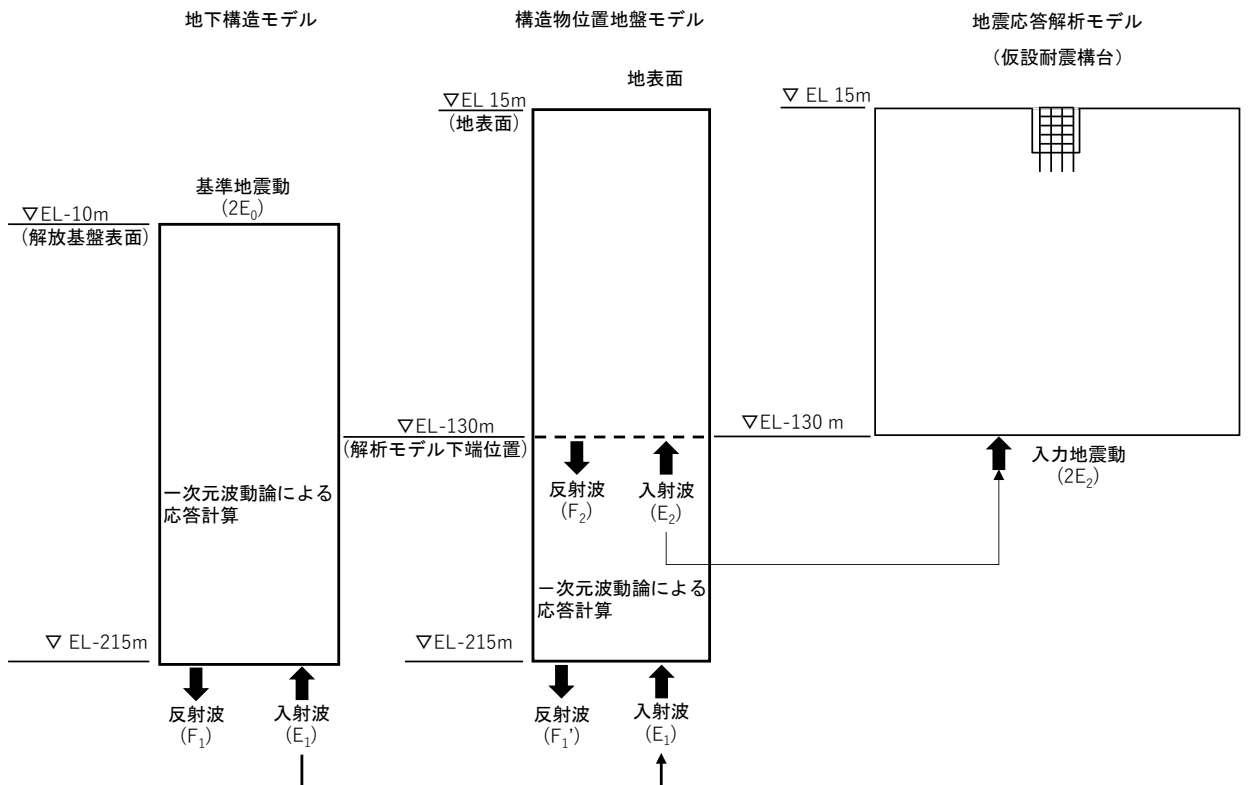 地下構造モデル
構造物位置地盤モデル
地震応答解析モデル
(仮設耐震構台)
基準地震動
(2E₀)
▽EL-10m
(解放基盤表面)
一次元波動論による
応答計算
▽ EL-215m
反射波
(F₁)
入射波
(E₁)
地表面
▽EL 15m
(地表面)
▽EL-130m
(解析モデル下端位置)
反射波
(F₂)
入射波
(E₂)
一次元波動論による
応答計算
▽EL-215m
反射波
(F₁')
入射波
(E₁)
▽ EL 15m
▽EL-130 m
入力地震動
(2E₂)